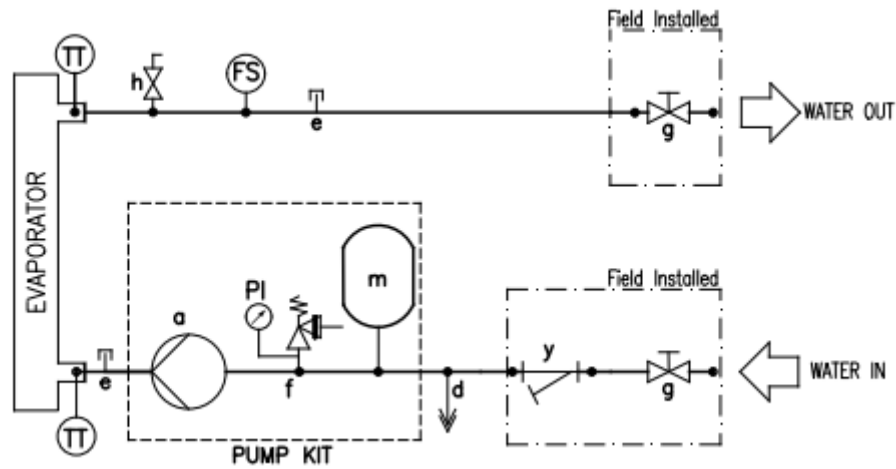 Field Installed
TT
h
FS
e
g
WATER OUT
EVAPORATOR
Field Installed
m
PI
a
y
WATER IN
e
f
d
g
TT
PUMP KIT